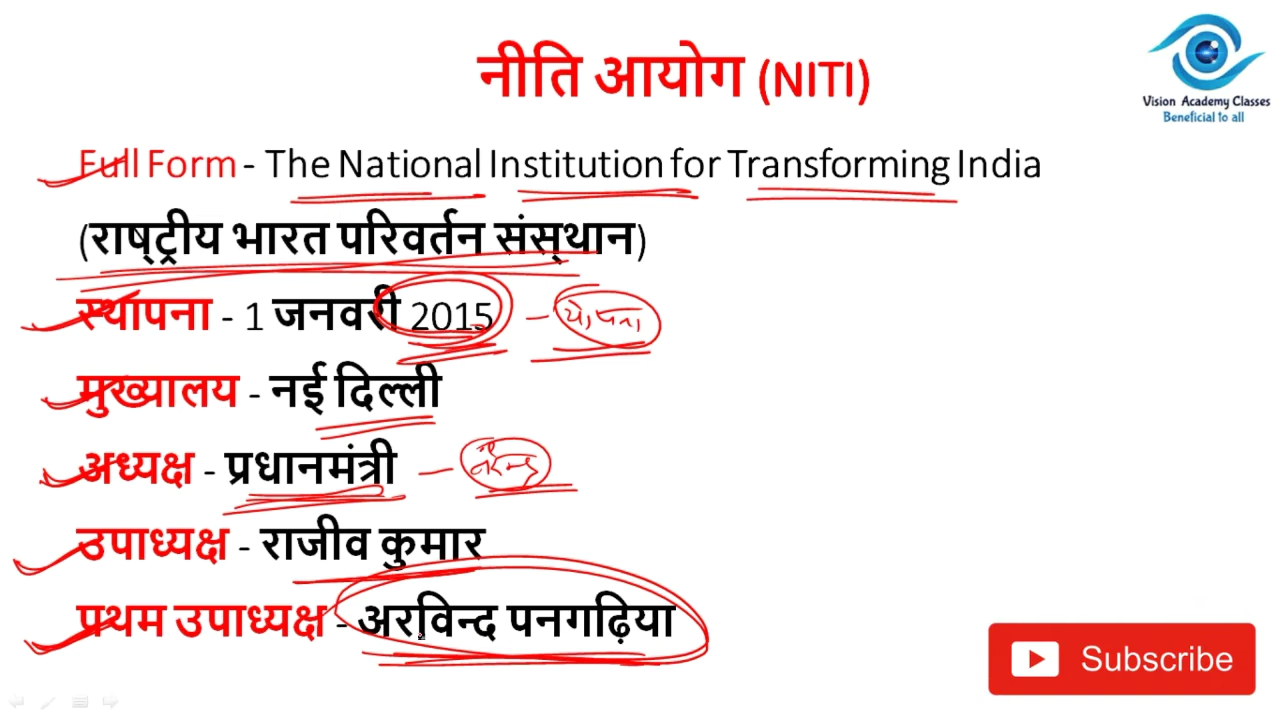 नीति आयोग (NITI)
Vision Academy Classes
Beneficial to all
Full Form - The National Institution for Transforming India
(राष्ट्रीय भारत परिवर्तन संस्थान)
स्थापना - 1 जनवरी 2015 -
मुख्यालय - नई दिल्ली
अध्यक्ष - प्रधानमंत्री -
उपाध्यक्ष - राजीव कुमार
प्रथम उपाध्यक्ष - अरविन्द पनगढ़िया
Subscribe